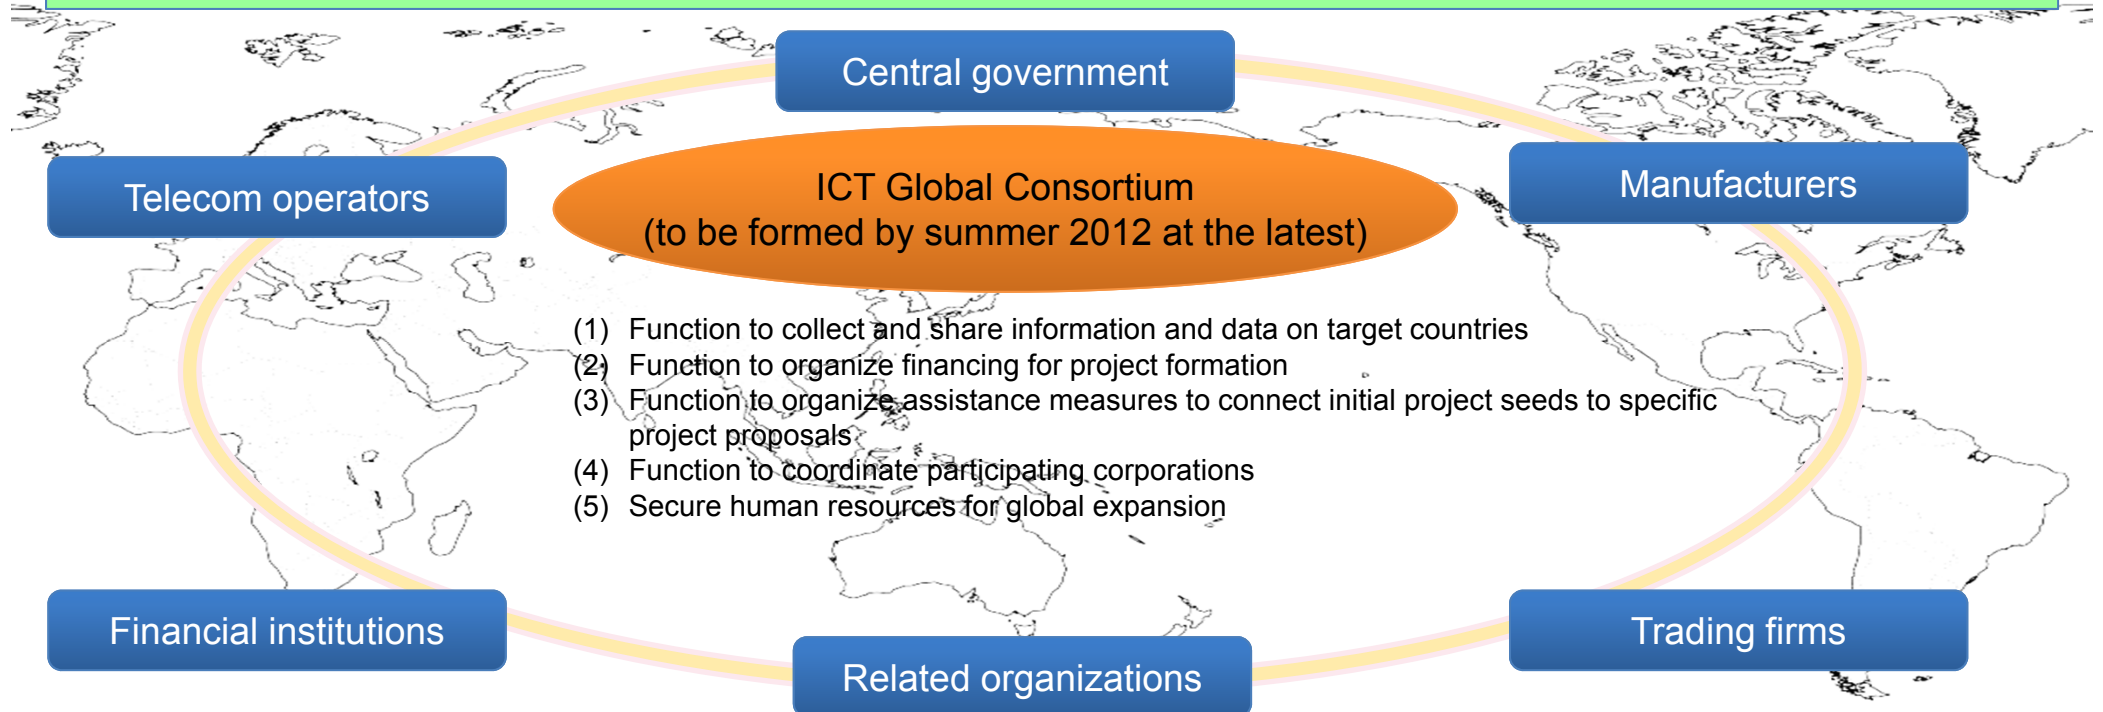 Central government
Telecom operators
Manufacturers
ICT Global Consortium
(to be formed by summer 2012 at the latest)
(1) Function to collect and share information and data on target countries
(2) Function to organize financing for project formation
(3) Function to organize assistance measures to connect initial project seeds to specific
project proposals
(4) Function to coordinate participating corporations
(5) Secure human resources for global expansion
Financial institutions
Trading firms
Related organizations